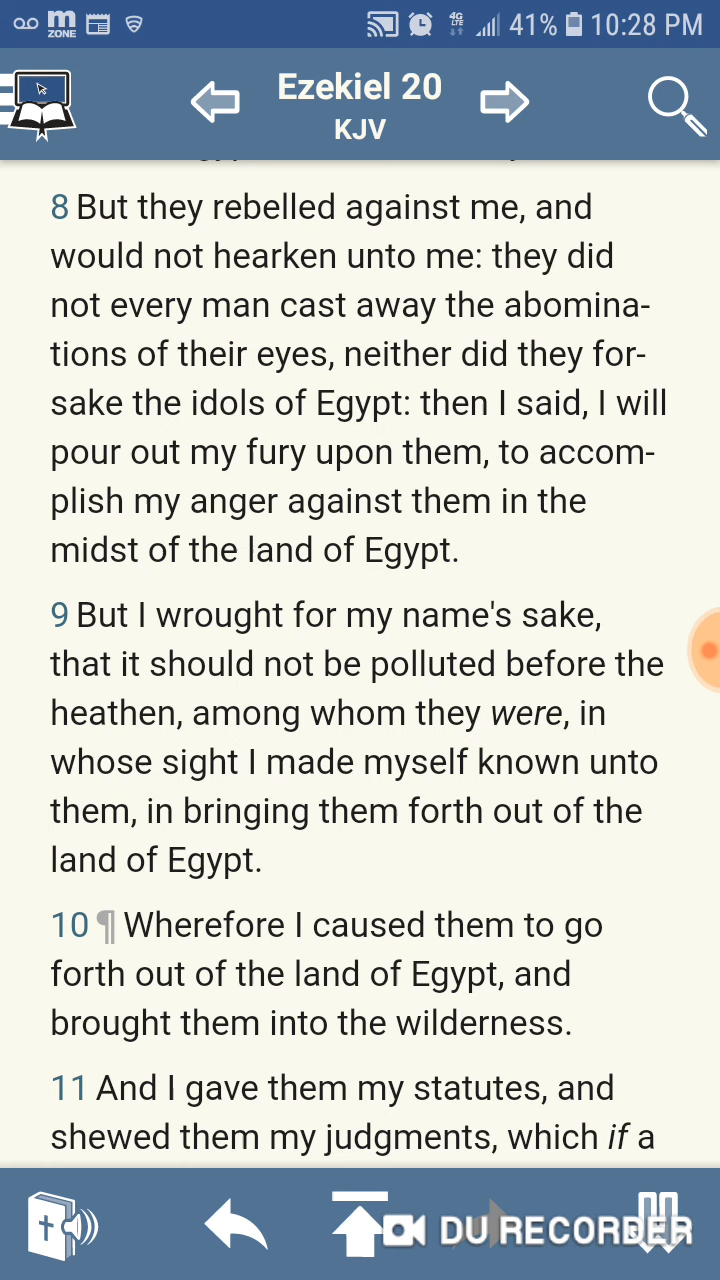 m
ZONE
4G
LTE
41%
10:28 PM
Ezekiel 20
KJV
8 But they rebelled against me, and
would not hearken unto me: they did
not every man cast away the abomina-
tions of their eyes, neither did they for-
sake the idols of Egypt: then I said, I will
pour out my fury upon them, to accom-
plish my anger against them in the
midst of the land of Egypt.
9 But I wrought for my name's sake,
that it should not be polluted before the
heathen, among whom they were, in
whose sight I made myself known unto
them, in bringing them forth out of the
land of Egypt.
10 ¶ Wherefore I caused them to go
forth out of the land of Egypt, and
brought them into the wilderness.
11 And I gave them my statutes, and
shewed them my judgments, which if a
DU RECORDER